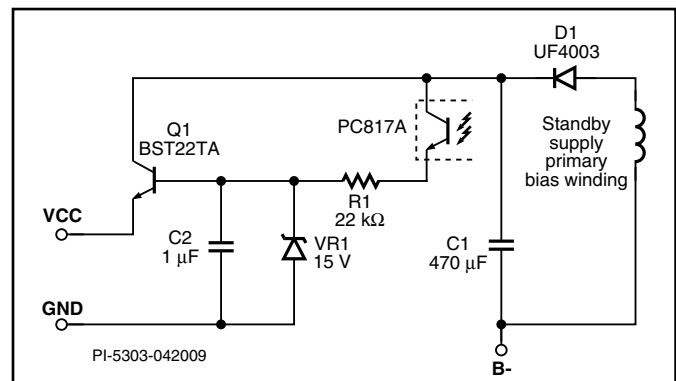 D1
UF4003
Q1
BST22TA
PC817A
Standby
supply
primary
bias winding
R1
22 kΩ
VCC
C2
1 μF
VR1
15 V
C1
470 μF
GND
PI-5303-042009
B-